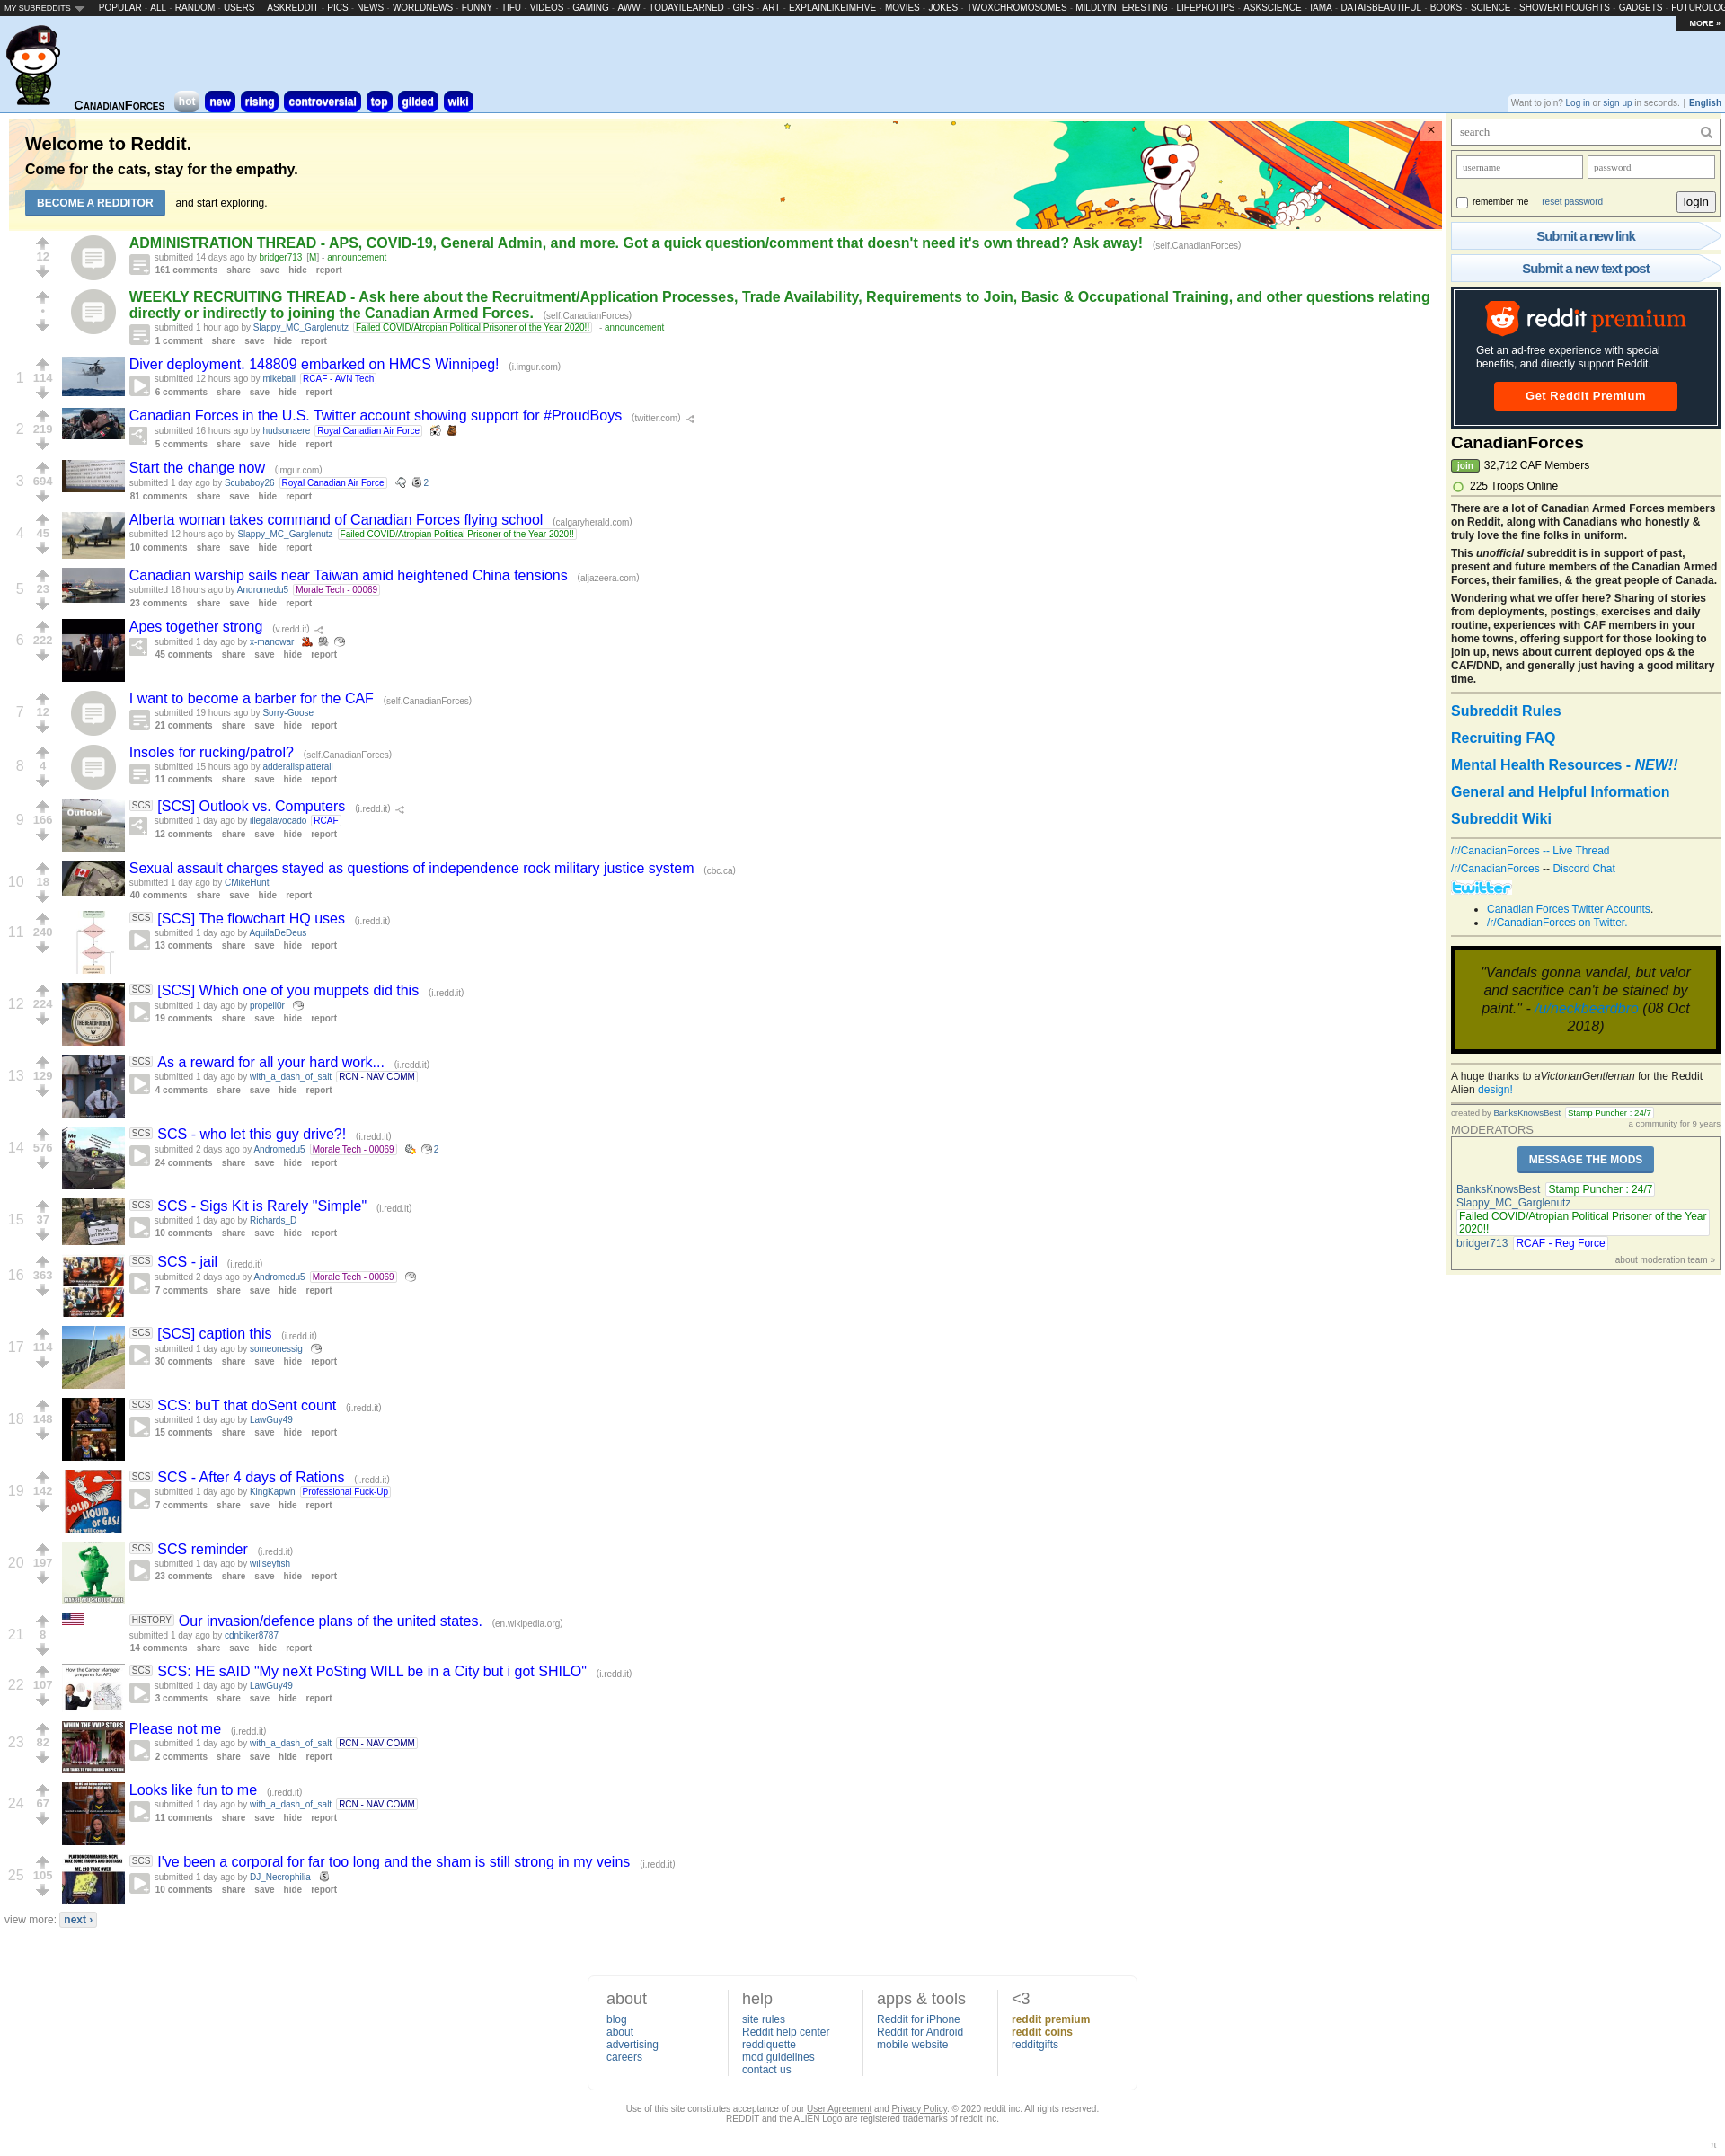 MY SUBREDDITS POPULAR - ALL - RANDOM - USERS | ASKREDDIT - PICS - NEWS - WORLDNEWS - FUNNY - TIFU - VIDEOS - GAMING - AWW - TODAYILEARNED - GIFS - ART - EXPLAINLIKEIMFIVE - MOVIES - JOKES - TWOXCHROMOSOMES - MILDLYINTERESTING - LIFEPROTIPS - ASKSCIENCE - IAMA - DATAISBEAUTIFUL - BOOKS - SCIENCE - SHOWERTHOUGHTS - GADGETS - FUTUROLOG
MORE »
CanadianForces hot new rising controversial top gilded wiki
Want to join? Log in or sign up in seconds. | English
Welcome to Reddit.
Come for the cats, stay for the empathy.
BECOME A REDDITOR and start exploring.
×
12
ADMINISTRATION THREAD - APS, COVID-19, General Admin, and more. Got a quick question/comment that doesn't need it's own thread? Ask away! (self.CanadianForces)
submitted 14 days ago by bridger713 [M] - announcement
161 comments share save hide report
•
WEEKLY RECRUITING THREAD - Ask here about the Recruitment/Application Processes, Trade Availability, Requirements to Join, Basic & Occupational Training, and other questions relating
directly or indirectly to joining the Canadian Armed Forces. (self.CanadianForces)
submitted 1 hour ago by Slappy_MC_Garglenutz Failed COVID/Atropian Political Prisoner of the Year 2020!! - announcement
1 comment share save hide report
1 114
Diver deployment. 148809 embarked on HMCS Winnipeg! (i.imgur.com)
submitted 12 hours ago by mikeball RCAF - AVN Tech
6 comments share save hide report
2 219
Canadian Forces in the U.S. Twitter account showing support for #ProudBoys (twitter.com)
submitted 16 hours ago by hudsonaere Royal Canadian Air Force
5 comments share save hide report
3 694
Start the change now (imgur.com)
submitted 1 day ago by Scubaboy26 Royal Canadian Air Force 2
81 comments share save hide report
4 45
Alberta woman takes command of Canadian Forces flying school (calgaryherald.com)
submitted 12 hours ago by Slappy_MC_Garglenutz Failed COVID/Atropian Political Prisoner of the Year 2020!!
10 comments share save hide report
5 23
Canadian warship sails near Taiwan amid heightened China tensions (aljazeera.com)
submitted 18 hours ago by Andromedu5 Morale Tech - 00069
23 comments share save hide report
6 222
Apes together strong (v.redd.it)
submitted 1 day ago by x-manowar
45 comments share save hide report
7 12
I want to become a barber for the CAF (self.CanadianForces)
submitted 19 hours ago by Sorry-Goose
21 comments share save hide report
8 4
Insoles for rucking/patrol? (self.CanadianForces)
submitted 15 hours ago by adderallsplatterall
11 comments share save hide report
9 166
Outlook
SCS [SCS] Outlook vs. Computers (i.redd.it)
submitted 1 day ago by illegalavocado RCAF
12 comments share save hide report
10 18
Sexual assault charges stayed as questions of independence rock military justice system (cbc.ca)
submitted 1 day ago by CMikeHunt
40 comments share save hide report
11 240
SCS [SCS] The flowchart HQ uses (i.redd.it)
submitted 1 day ago by AquilaDeDeus
13 comments share save hide report
12 224
SCS [SCS] Which one of you muppets did this (i.redd.it)
submitted 1 day ago by propell0r
19 comments share save hide report
13 129
SCS As a reward for all your hard work... (i.redd.it)
submitted 1 day ago by with_a_dash_of_salt RCN - NAV COMM
4 comments share save hide report
14 576
Me
SCS SCS - who let this guy drive?! (i.redd.it)
submitted 2 days ago by Andromedu5 Morale Tech - 00069 2
24 comments share save hide report
15 37
SCS SCS - Sigs Kit is Rarely "Simple" (i.redd.it)
submitted 1 day ago by Richards_D
10 comments share save hide report
16 363
SCS SCS - jail (i.redd.it)
submitted 2 days ago by Andromedu5 Morale Tech - 00069
7 comments share save hide report
17 114
SCS [SCS] caption this (i.redd.it)
submitted 1 day ago by someonessig
30 comments share save hide report
18 148
SCS SCS: buT that doSent count (i.redd.it)
submitted 1 day ago by LawGuy49
15 comments share save hide report
19 142
SOLID LIQUID or GAS!
What Will Come
SCS SCS - After 4 days of Rations (i.redd.it)
submitted 1 day ago by KingKapwn Professional Fuck-Up
7 comments share save hide report
20 197
SCS SCS reminder (i.redd.it)
submitted 1 day ago by willseyfish
23 comments share save hide report
21 8
HISTORY Our invasion/defence plans of the united states. (en.wikipedia.org)
submitted 1 day ago by cdnbiker8787
14 comments share save hide report
22 107
How the Career Manager prepares for APS
SCS SCS: HE sAID "My neXt PoSting WILL be in a City but i got SHILO" (i.redd.it)
submitted 1 day ago by LawGuy49
3 comments share save hide report
23 82
WHEN THE VVIP STOPS
Please not me (i.redd.it)
submitted 1 day ago by with_a_dash_of_salt RCN - NAV COMM
2 comments share save hide report
24 67
Looks like fun to me (i.redd.it)
submitted 1 day ago by with_a_dash_of_salt RCN - NAV COMM
11 comments share save hide report
25 105
SCS I've been a corporal for far too long and the sham is still strong in my veins (i.redd.it)
submitted 1 day ago by DJ_Necrophilia
10 comments share save hide report
view more: next ›
search
username password
remember me reset password login
Submit a new link
Submit a new text post
reddit premium
Get an ad-free experience with special
benefits, and directly support Reddit.
Get Reddit Premium
CanadianForces
join 32,712 CAF Members
225 Troops Online
There are a lot of Canadian Armed Forces members
on Reddit, along with Canadians who honestly &
truly love the fine folks in uniform.
This unofficial subreddit is in support of past,
present and future members of the Canadian Armed
Forces, their families, & the great people of Canada.
Wondering what we offer here? Sharing of stories
from deployments, postings, exercises and daily
routine, experiences with CAF members in your
home towns, offering support for those looking to
join up, news about current deployed ops & the
CAF/DND, and generally just having a good military
time.
Subreddit Rules
Recruiting FAQ
Mental Health Resources - NEW!!
General and Helpful Information
Subreddit Wiki
/r/CanadianForces -- Live Thread
/r/CanadianForces -- Discord Chat
twitter
• Canadian Forces Twitter Accounts.
• /r/CanadianForces on Twitter.
"Vandals gonna vandal, but valor
and sacrifice can't be stained by
paint." - /u/neckbeardbro (08 Oct
2018)
A huge thanks to aVictorianGentleman for the Reddit
Alien design!
created by BanksKnowsBest Stamp Puncher : 24/7
a community for 9 years
MODERATORS
MESSAGE THE MODS
BanksKnowsBest Stamp Puncher : 24/7
Slappy_MC_Garglenutz
Failed COVID/Atropian Political Prisoner of the Year
2020!!
bridger713 RCAF - Reg Force
about moderation team »
about
blog
about
advertising
careers
help
site rules
Reddit help center
reddiquette
mod guidelines
contact us
apps & tools
Reddit for iPhone
Reddit for Android
mobile website
<3
reddit premium
reddit coins
redditgifts
Use of this site constitutes acceptance of our User Agreement and Privacy Policy. © 2020 reddit inc. All rights reserved.
REDDIT and the ALIEN Logo are registered trademarks of reddit inc.
π